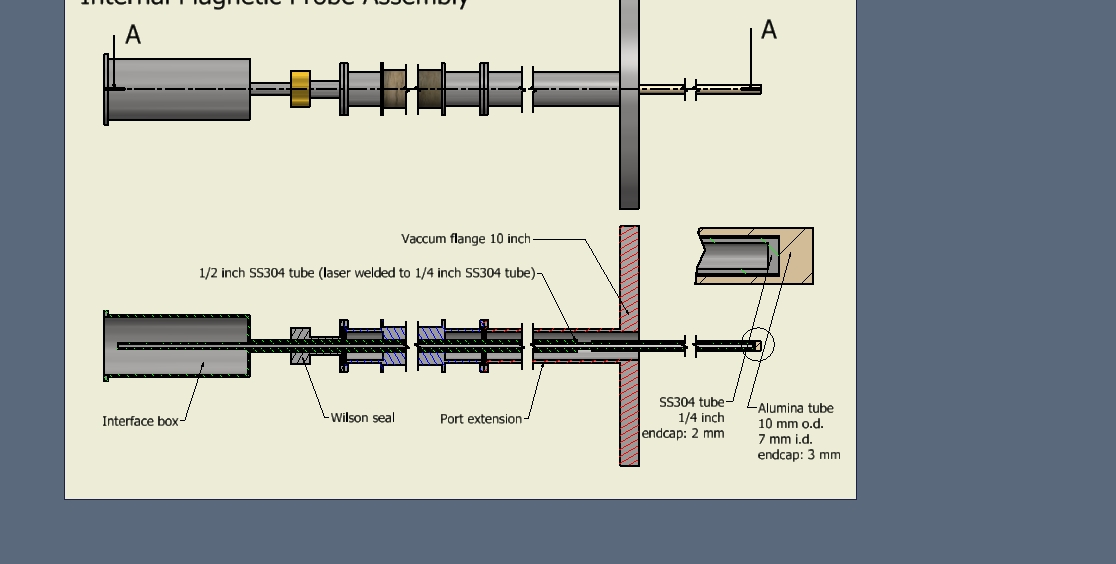 Internal Magnetic Probe Assembly
A
A
Vaccum flange 10 inch
1/2 inch SS304 tube (laser welded to 1/4 inch SS304 tube)
Interface box
Wilson seal
Port extension
SS304 tube
1/4 inch
endcap: 2 mm
Alumina tube
10 mm o.d.
7 mm i.d.
endcap: 3 mm